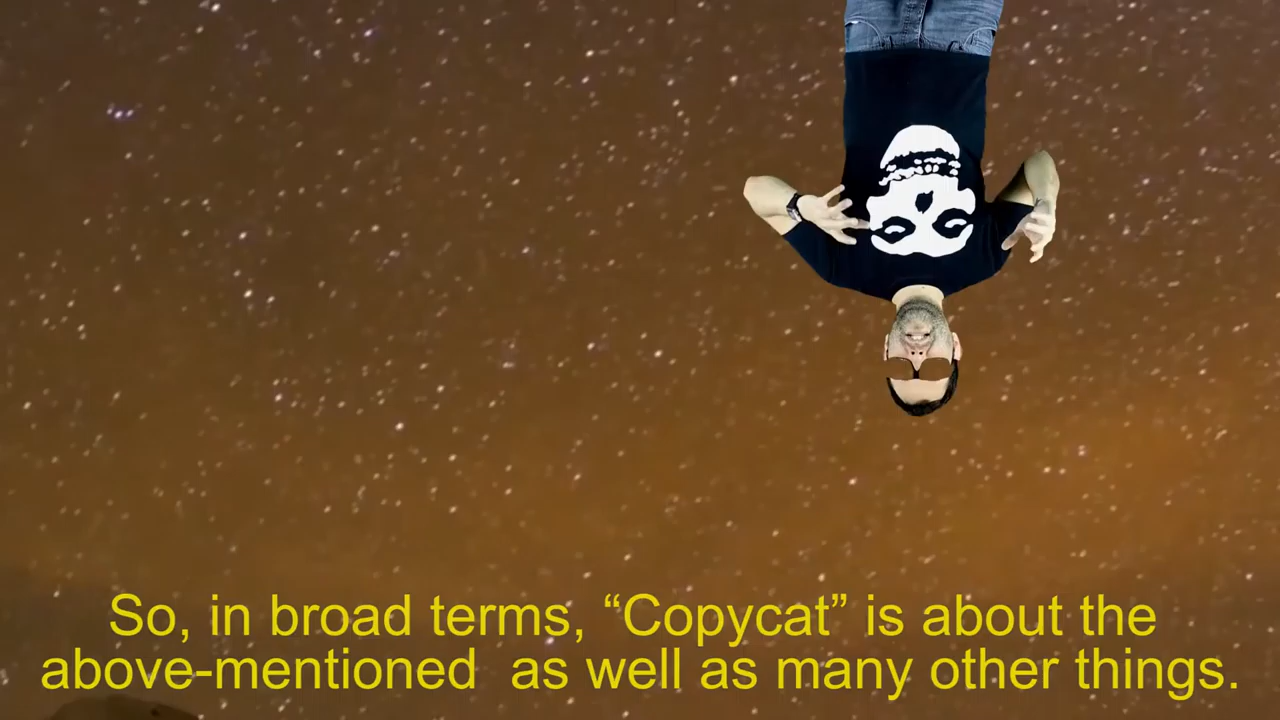 So, in broad terms, “Copycat” is about the
above-mentioned  as well as many other things.